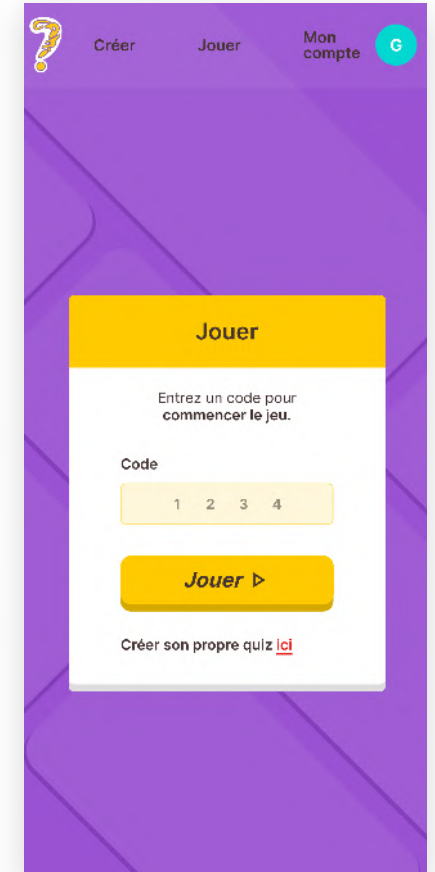 ?
Créer
Jouer
Mon
compte
G
Jouer
Entrez un code pour
commencer le jeu.
Code
1 2 3 4
Jouer ▷
Créer son propre quiz ici